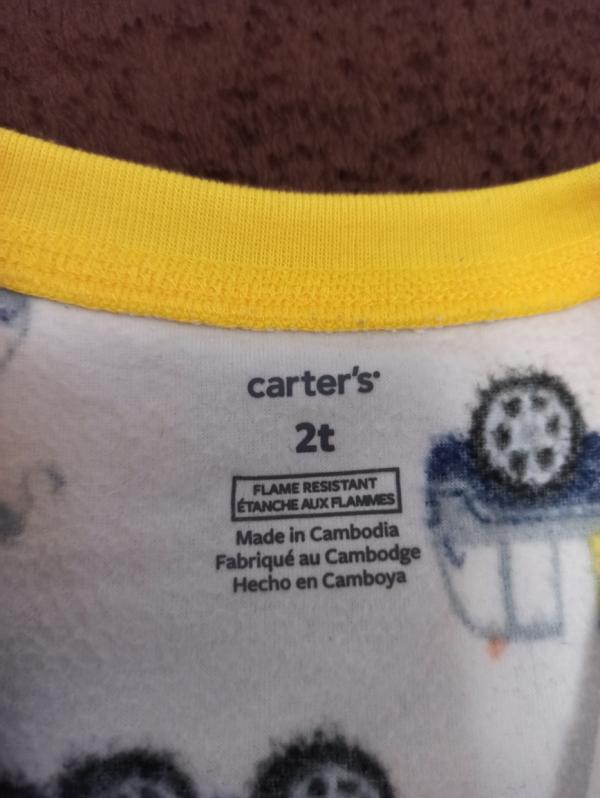 carter's
2t
FLAME RESISTANT
ÉTANCHE AUX FLAMMES
Made in Cambodia
Fabriqué au Cambodge
Hecho en Camboya